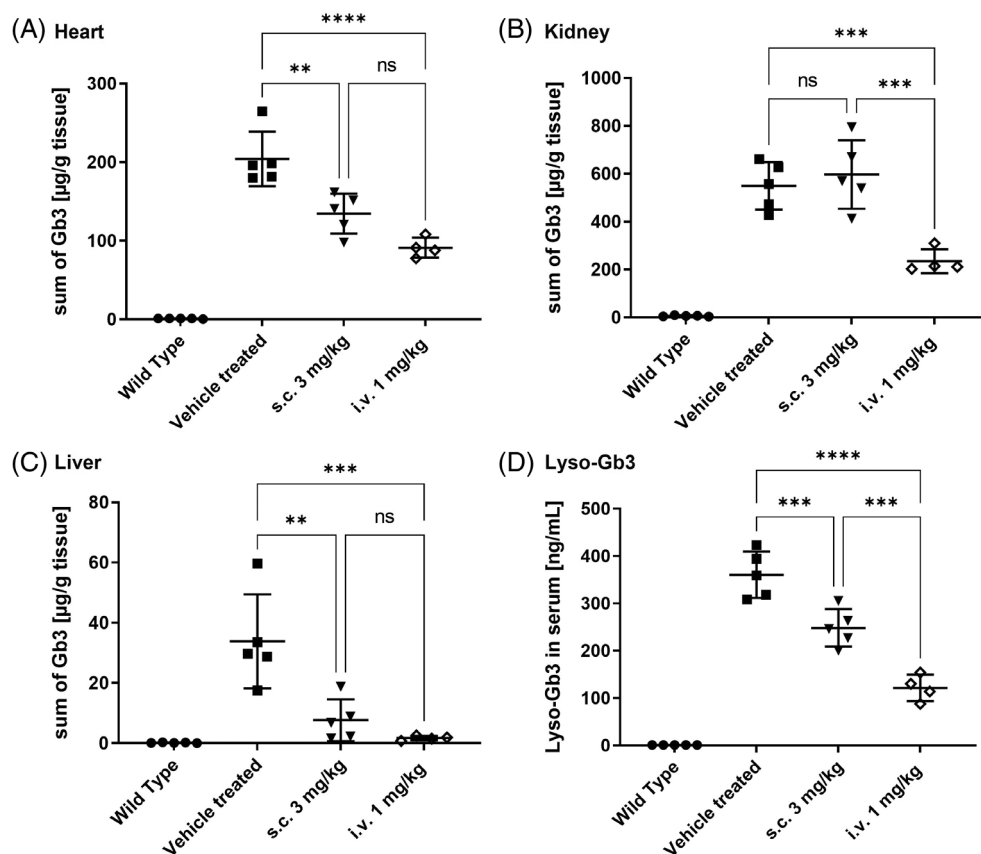 (A) Heart
****
**
ns
sum of Gb3 [µg/g tissue]
300
200
100
0
Wild Type
Vehicle treated
s.c. 3 mg/kg
i.v. 1 mg/kg
(B) Kidney
***
ns
***
sum of Gb3 [µg/g tissue]
1000
800
600
400
200
0
Wild Type
Vehicle treated
s.c. 3 mg/kg
i.v. 1 mg/kg
(C) Liver
***
**
ns
sum of Gb3 [µg/g tissue]
80
60
40
20
0
Wild Type
Vehicle treated
s.c. 3 mg/kg
i.v. 1 mg/kg
(D) Lyso-Gb3
****
***
***
Lyso-Gb3 in serum [ng/mL]
500
400
300
200
100
0
Wild Type
Vehicle treated
s.c. 3 mg/kg
i.v. 1 mg/kg